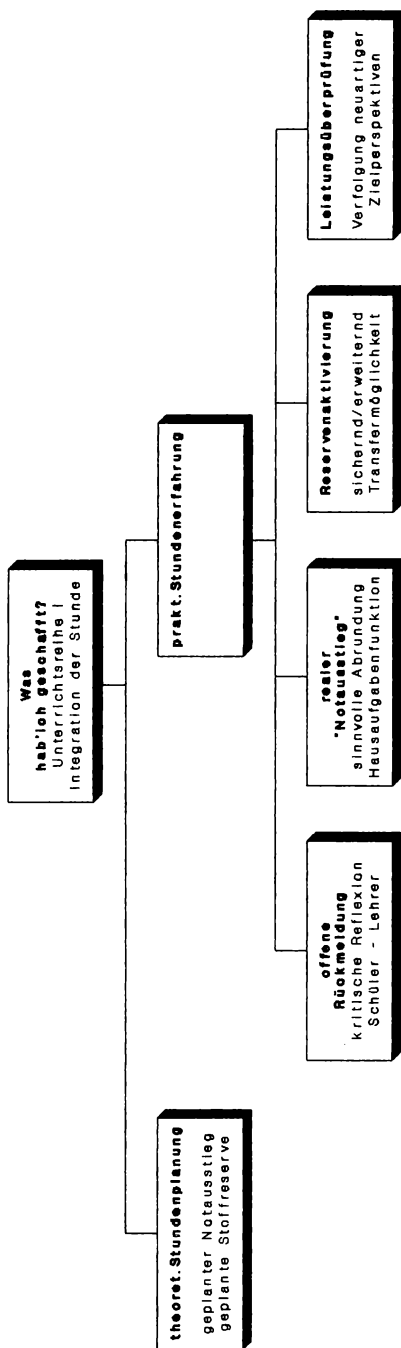 Was
hab'ich geschafft?
Unterrichtsreihe I
Integration der Stunde
theoret.Stundenplanung
geplanter Notausstieg
geplante Stoffreserve
prakt.Stundenerfahrung
offene
Rückmeldung
kritische Reflexion
Schüler - Lehrer
realer
"Notausstieg"
sinnvolle Abrundung
Hausaufgabenfunktion
Reservenaktivierung
sichernd/erweiternd
Transfermöglichkeit
Leistungsüberprüfung
Verfolgung neuartiger
Zielperspektiven